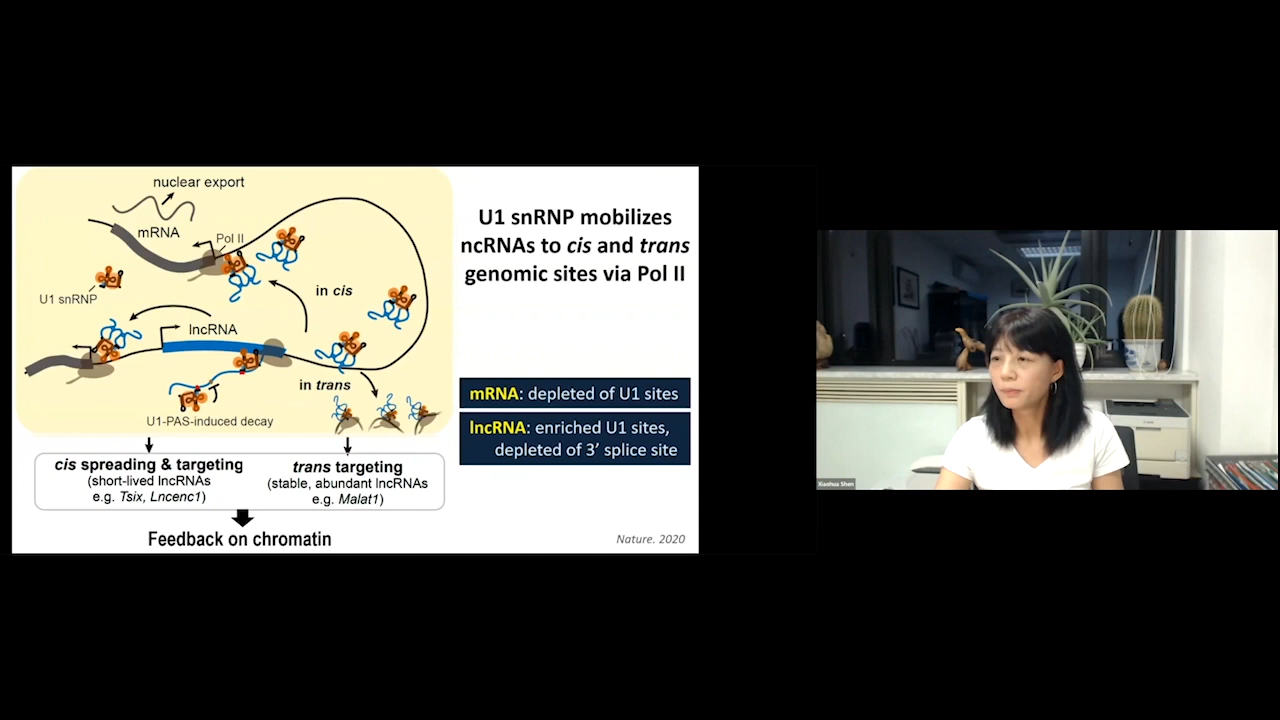 nuclear export
mRNA
Pol II
U1 snRNP
in cis
lncRNA
in trans
U1-PAS-induced decay
cis spreading & targeting
(short-lived lncRNAs
e.g. Tsix, Lncenc1)
trans targeting
(stable, abundant lncRNAs
e.g. Malat1)
Feedback on chromatin
U1 snRNP mobilizes
ncRNAs to cis and trans
genomic sites via Pol II
mRNA: depleted of U1 sites
lncRNA: enriched U1 sites,
depleted of 3’ splice site
Nature. 2020
Xiaohua Shen